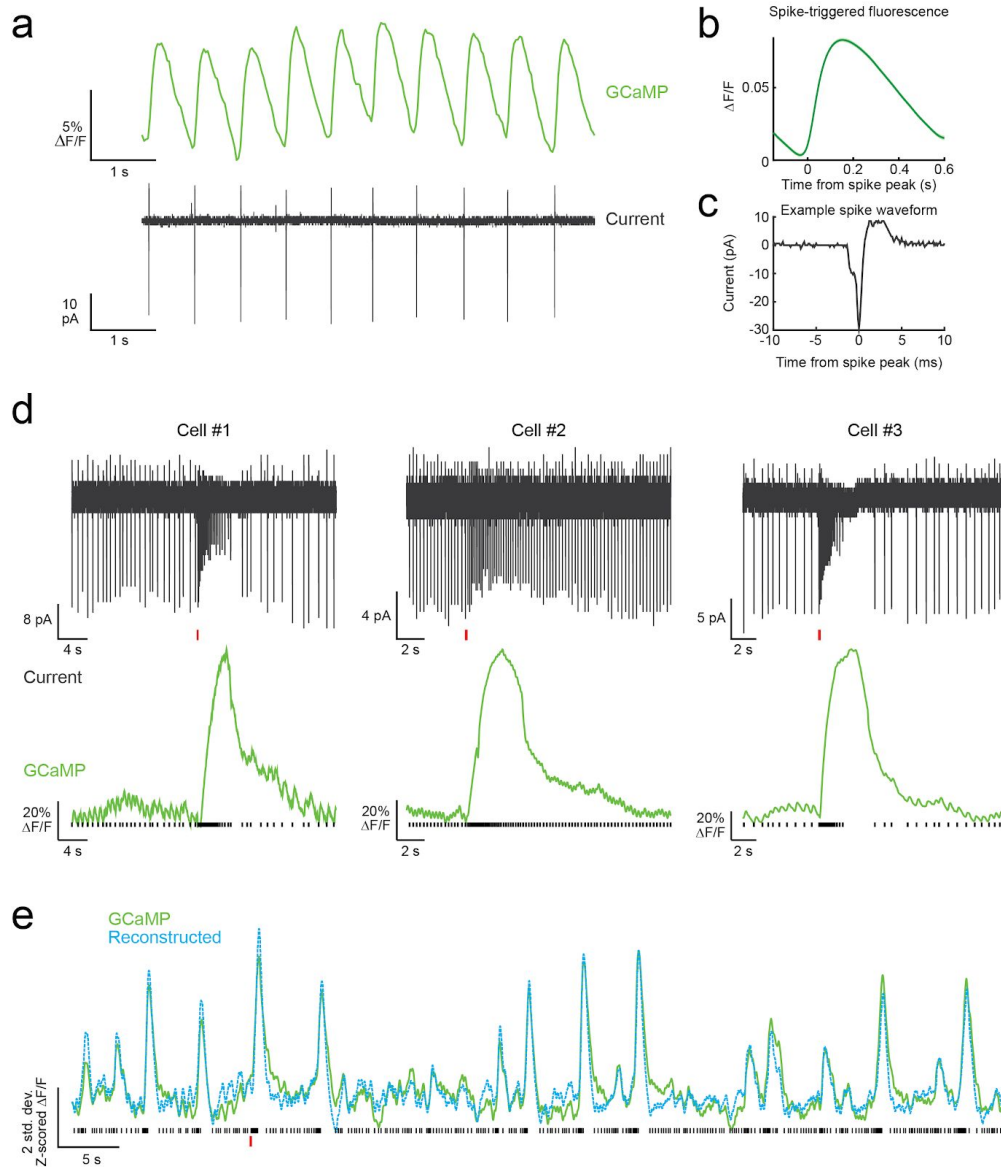 a
GCaMP
5%
ΔF/F
1 s
Current
10
pA
1 s
b
Spike-triggered fluorescence
ΔF/F
0.05
0
0
0.2
0.4
0.6
Time from spike peak (s)
c
Example spike waveform
Current (pA)
10
0
-10
-20
-30
-10
-5
0
5
10
Time from spike peak (ms)
d
Cell #1
Cell #2
Cell #3
8 pA
4 s
4 pA
2 s
5 pA
2 s
Current
GCaMP
20%
ΔF/F
4 s
20%
ΔF/F
2 s
20%
ΔF/F
2 s
e
GCaMP
Reconstructed
2 std. dev.
Z-scored ΔF/F
5 s